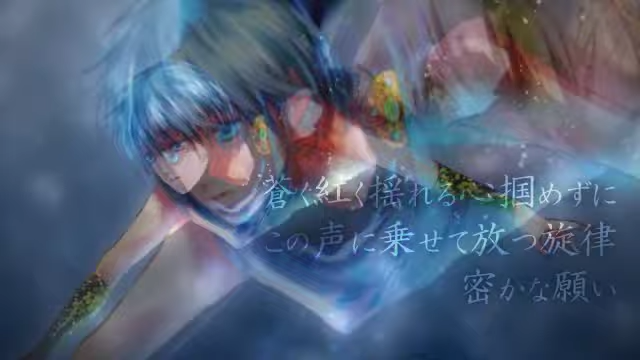 蒼く紅く揺れる心掴めずに
この声に乗せて放つ旋律
密かな願い